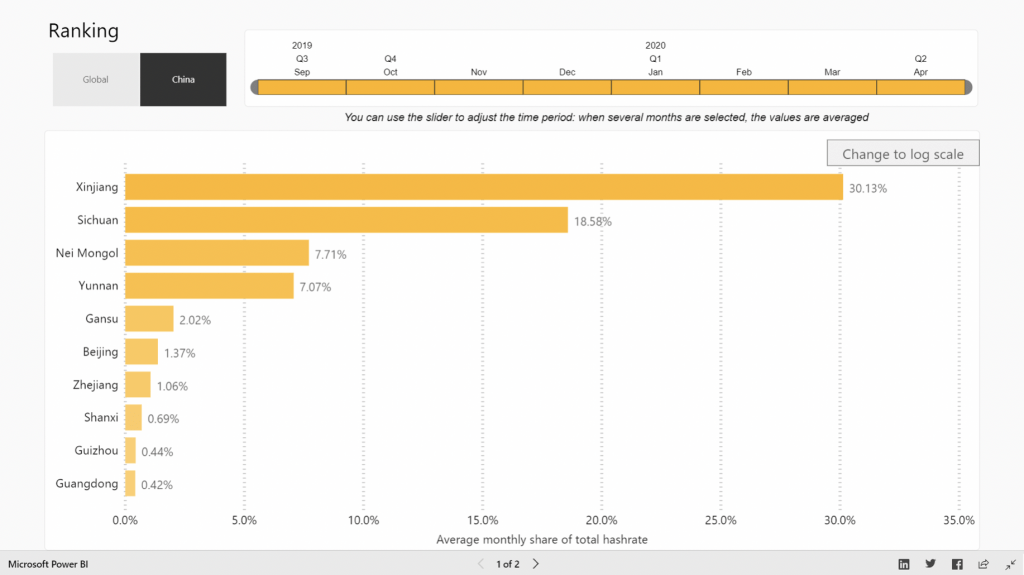 Ranking
Global
China
2019 2020
Q3 Q4 Q1 Q2
Sep Oct Nov Dec Jan Feb Mar Apr
You can use the slider to adjust the time period: when several months are selected, the values are averaged
Change to log scale
Xinjiang 30.13%
Sichuan 18.58%
Nei Mongol 7.71%
Yunnan 7.07%
Gansu 2.02%
Beijing 1.37%
Zhejiang 1.06%
Shanxi 0.69%
Guizhou 0.44%
Guangdong 0.42%
0.0% 5.0% 10.0% 15.0% 20.0% 25.0% 30.0% 35.0%
Average monthly share of total hashrate
Microsoft Power BI 1 of 2